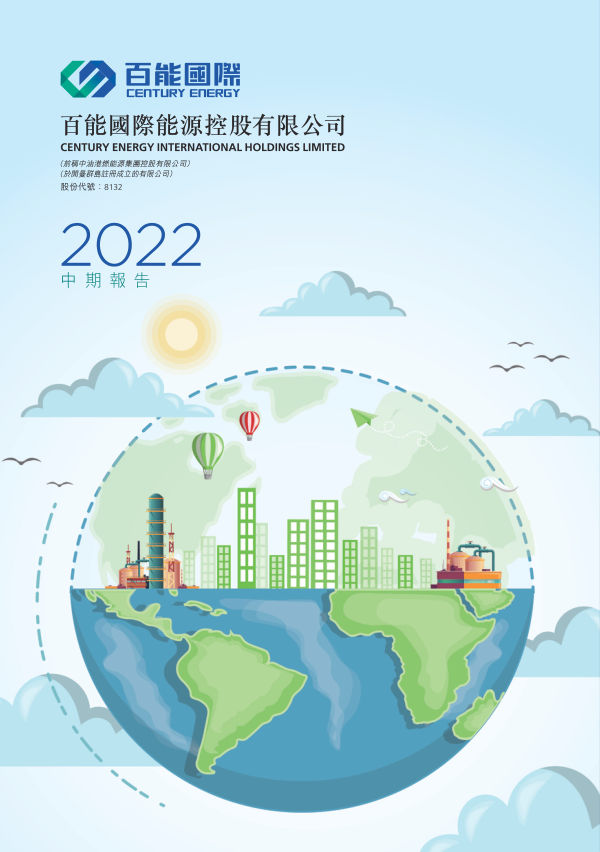 百能國際
CENTURY ENERGY
百能國際能源控股有限公司
CENTURY ENERGY INTERNATIONAL HOLDINGS LIMITED
(前稱中油港燃能源集團控股有限公司)
(於開曼群島註冊成立的有限公司)
股份代號：8132
2022
中期報告